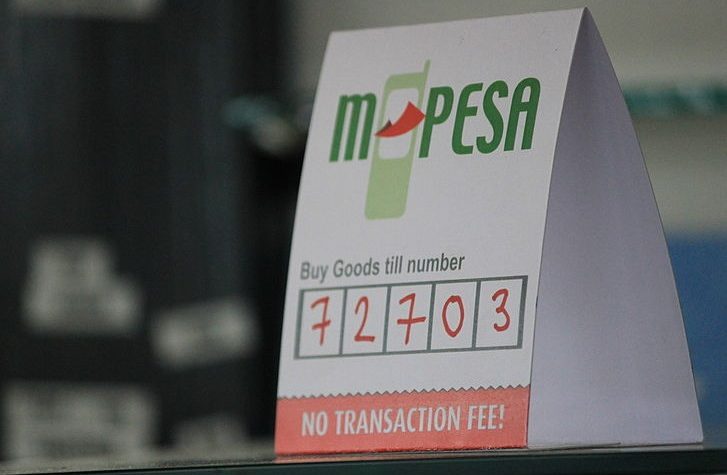 M PESA
Buy Goods till number
72703
NO TRANSACTION FEE!